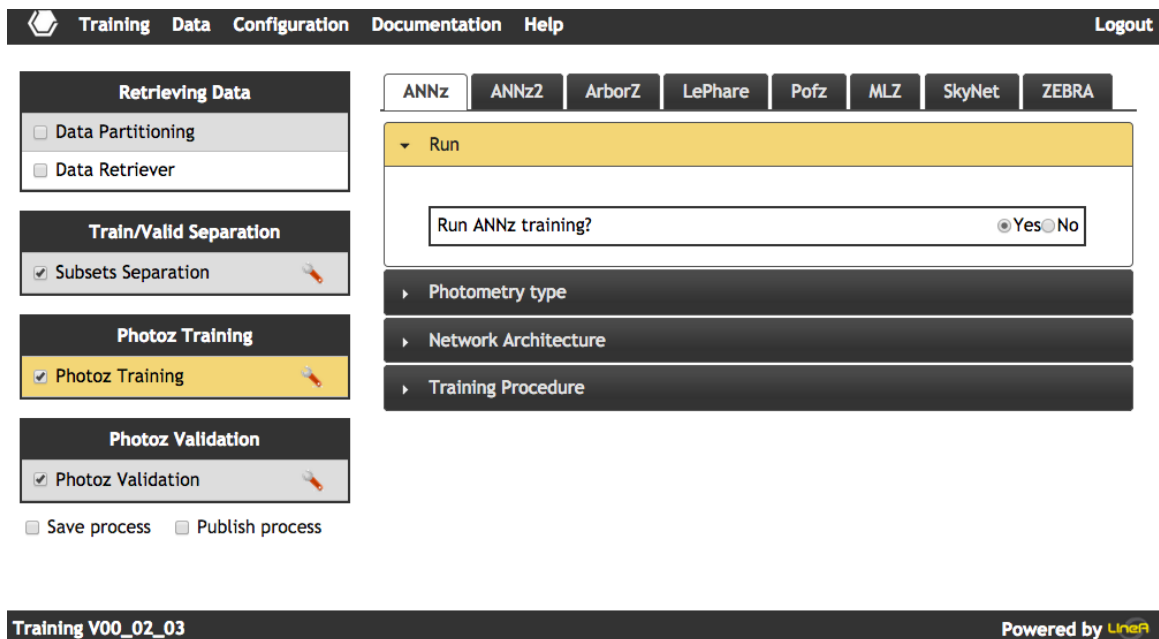 Training Data Configuration Documentation Help Logout
Retrieving Data
Data Partitioning
Data Retriever
Train/Valid Separation
Subsets Separation
Photoz Training
Photoz Training
Photoz Validation
Photoz Validation
Save process Publish process
ANNz ANNz2 ArborZ LePhare Pofz MLZ SkyNet ZEBRA
Run
Run ANNz training? Yes No
Photometry type
Network Architecture
Training Procedure
Training V00_02_03 Powered by LIneA